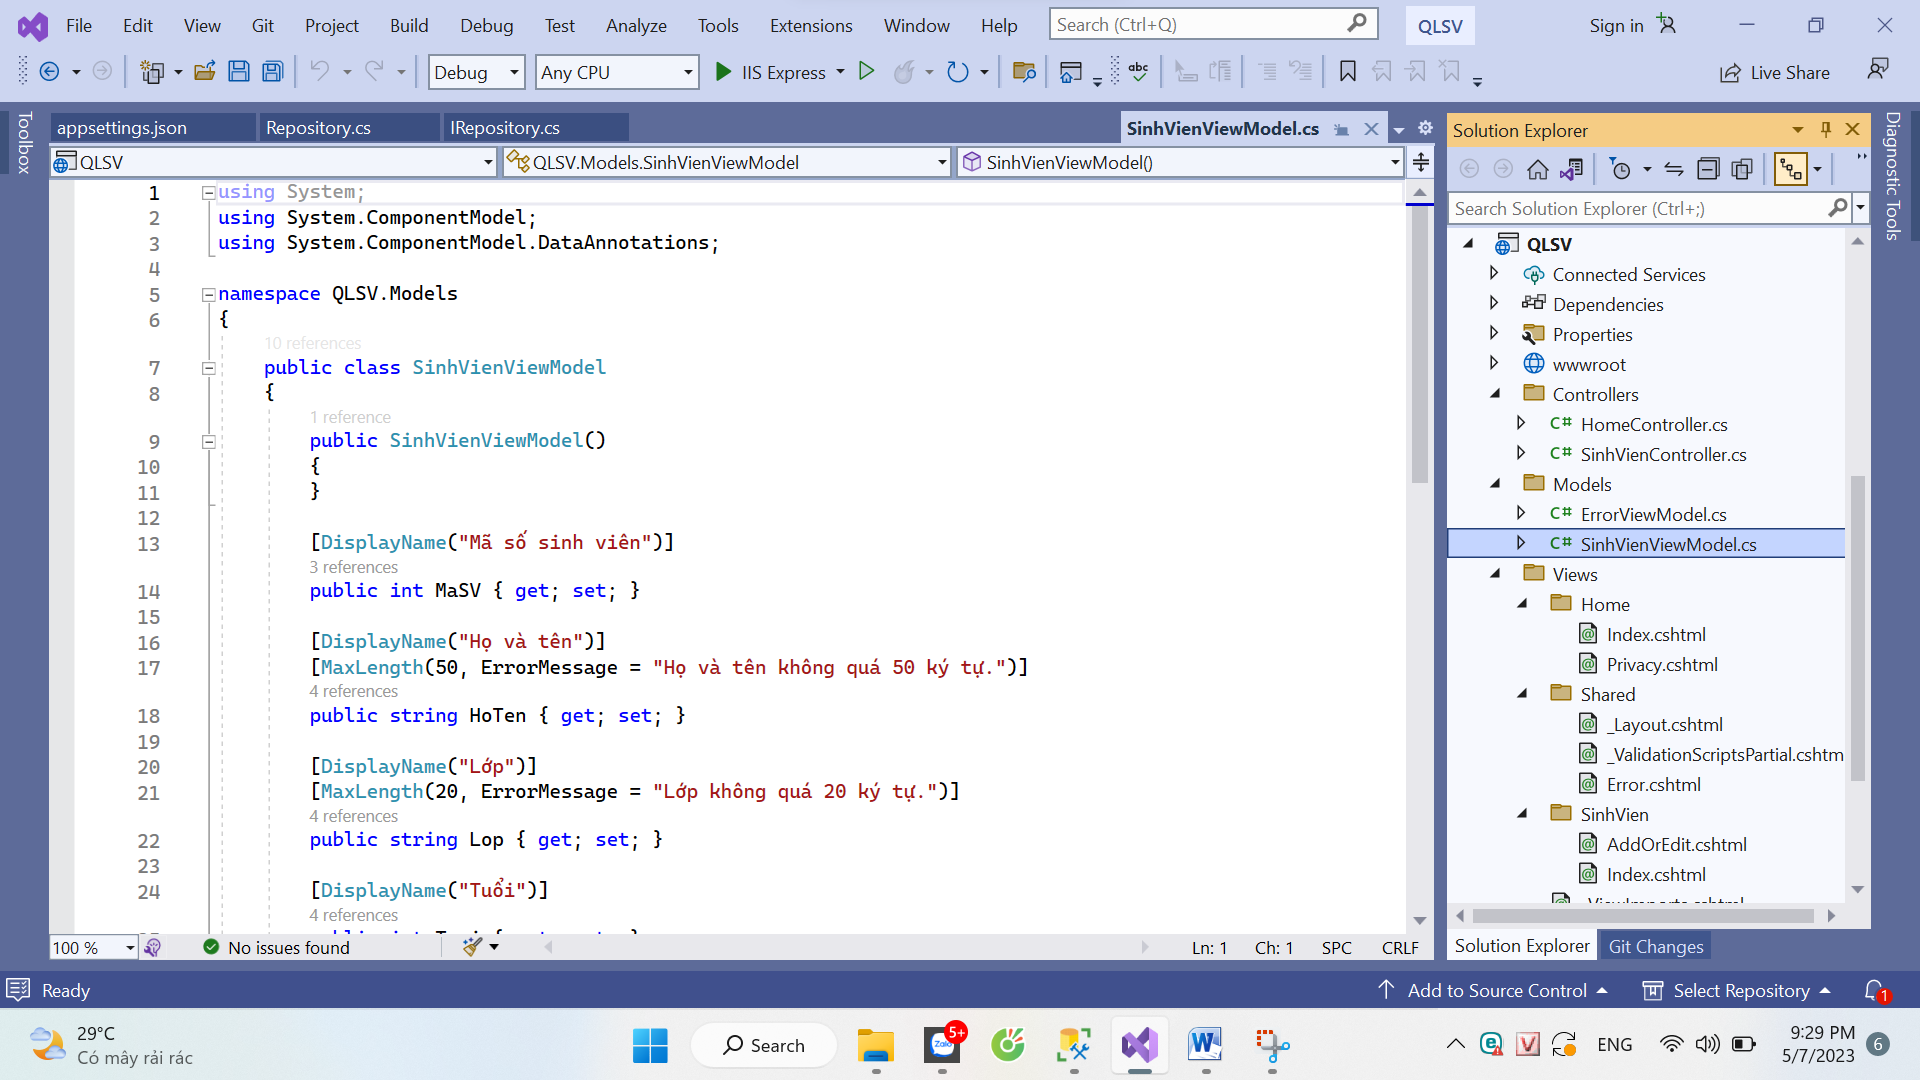 File Edit View Git Project Build Debug Test Analyze Tools Extensions Window Help Search (Ctrl+Q) QLSV Sign in
Debug Any CPU IIS Express abc Live Share
Toolbox
appsettings.json Repository.cs IRepository.cs SinhVienViewModel.cs
QLSV QLSV.Models.SinhVienViewModel SinhVienViewModel()
1 using System;
2 using System.ComponentModel;
3 using System.ComponentModel.DataAnnotations;
4
5 namespace QLSV.Models
6 {
10 references
7 public class SinhVienViewModel
8 {
1 reference
9 public SinhVienViewModel()
10 {
11 }
12
13 [DisplayName("Mã số sinh viên")]
3 references
14 public int MaSV { get; set; }
15
16 [DisplayName("Họ và tên")]
17 [MaxLength(50, ErrorMessage = "Họ và tên không quá 50 ký tự.")]
4 references
18 public string HoTen { get; set; }
19
20 [DisplayName("Lớp")]
21 [MaxLength(20, ErrorMessage = "Lớp không quá 20 ký tự.")]
4 references
22 public string Lop { get; set; }
23
24 [DisplayName("Tuổi")]
4 references
100 % No issues found Ln: 1 Ch: 1 SPC CRLF
Solution Explorer
Search Solution Explorer (Ctrl+;)
QLSV
Connected Services
Dependencies
Properties
wwwroot
Controllers
C# HomeController.cs
C# SinhVienController.cs
Models
C# ErrorViewModel.cs
C# SinhVienViewModel.cs
Views
Home
Index.cshtml
Privacy.cshtml
Shared
_Layout.cshtml
_ValidationScriptsPartial.cshtm
Error.cshtml
SinhVien
AddOrEdit.cshtml
Index.cshtml
Solution Explorer Git Changes
Diagnostic Tools
Ready Add to Source Control Select Repository 1
29°C
Có mây rải rác
Search 5+ Zalo ENG
9:29 PM
5/7/2023
6